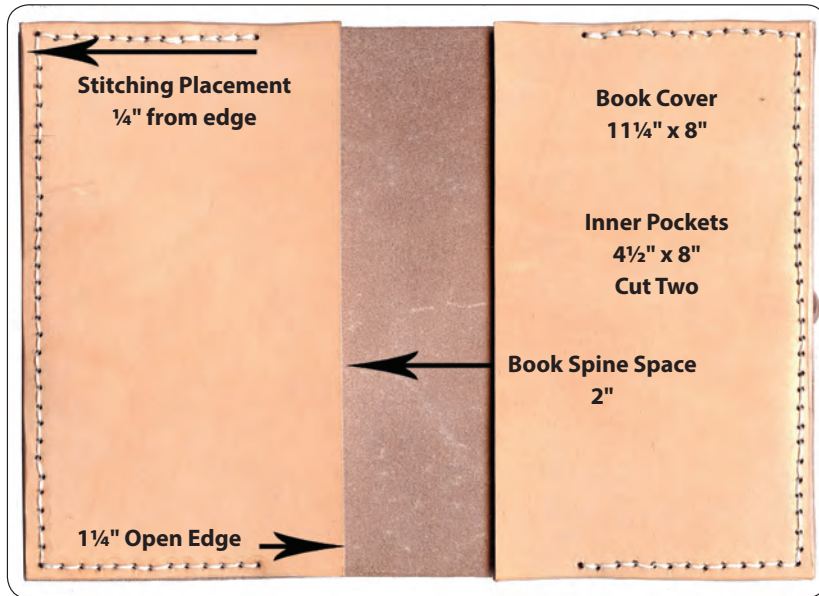 Stitching Placement
¼" from edge
Book Cover
11¼" x 8"
Inner Pockets
4½" x 8"
Cut Two
Book Spine Space
2"
1¼" Open Edge